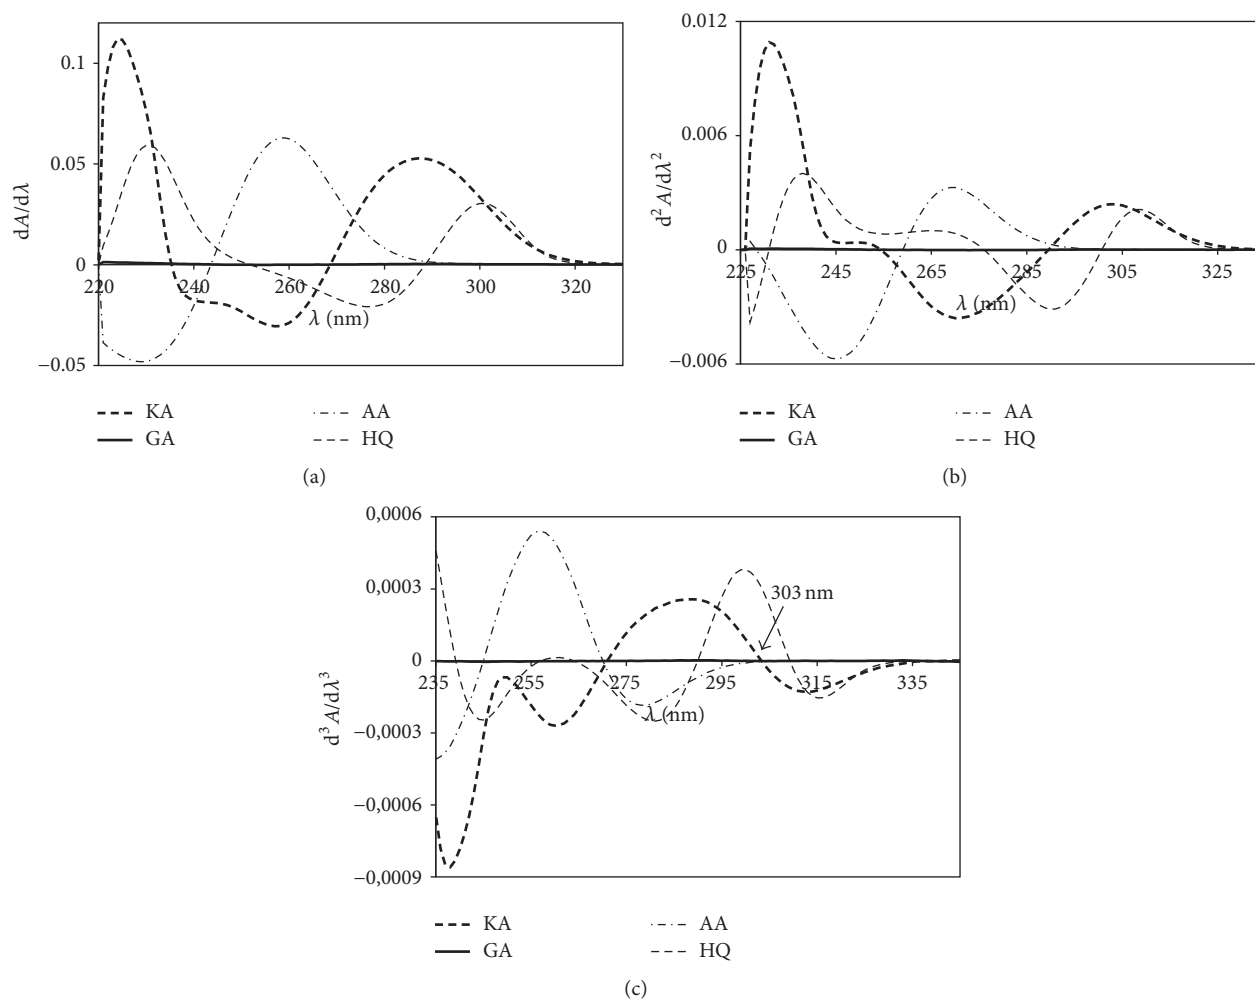 0.1
0.05
0
−0.05
dA/dλ
220 240 260 280 300 320
λ (nm)
KA AA
GA HQ
(a)
0.012
0.006
0
−0.006
d² A/dλ²
225 245 265 285 305 325
λ (nm)
KA AA
GA HQ
(b)
0,0006
0,0003
0
−0,0003
−0,0006
−0,0009
d³ A/dλ³
303 nm
235 255 275 295 315 335
λ (nm)
KA AA
GA HQ
(c)